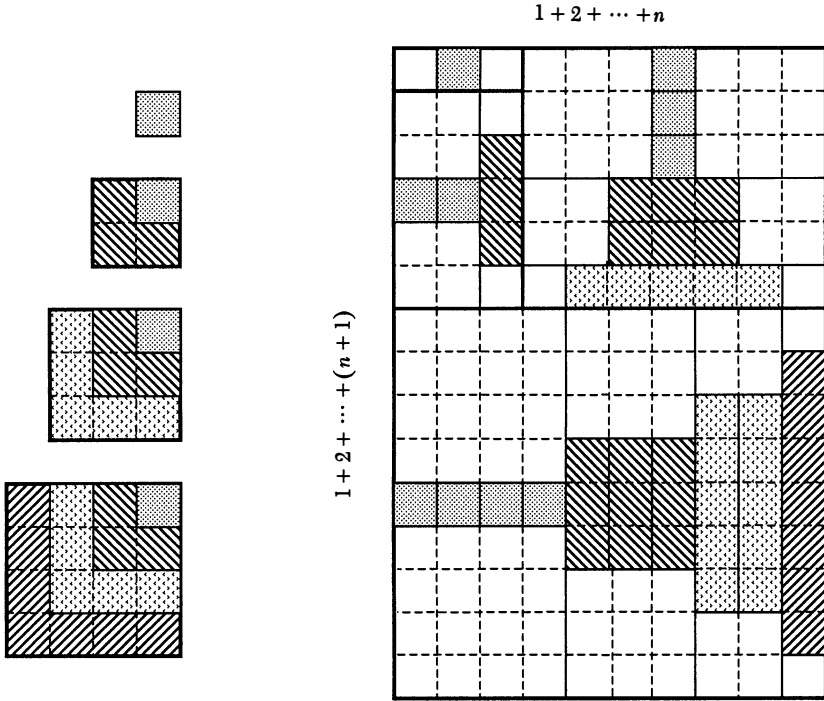 1+2+ ⋯ +n
1+2+ ⋯ +(n+1)